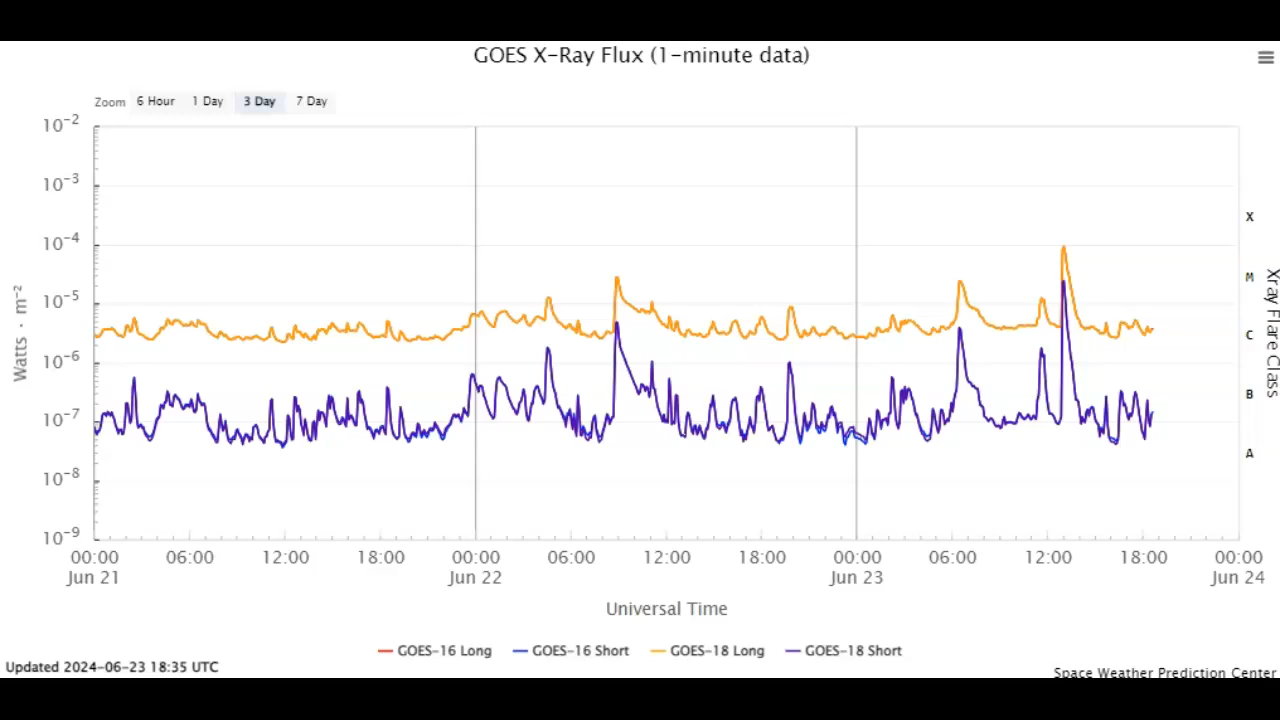 GOES X-Ray Flux (1-minute data)
Zoom 6 Hour 1 Day 3 Day 7 Day
10⁻²
10⁻³
10⁻⁴
10⁻⁵
10⁻⁶
10⁻⁷
10⁻⁸
10⁻⁹
Watts · m⁻²
X
M
C
B
A
Xray Flare Class
00:00 06:00 12:00 18:00 00:00 06:00 12:00 18:00 00:00 06:00 12:00 18:00 00:00
Jun 21 Jun 22 Jun 23 Jun 24
Universal Time
GOES-16 Long GOES-16 Short GOES-18 Long GOES-18 Short
Updated 2024-06-23 18:35 UTC
Space Weather Prediction Center